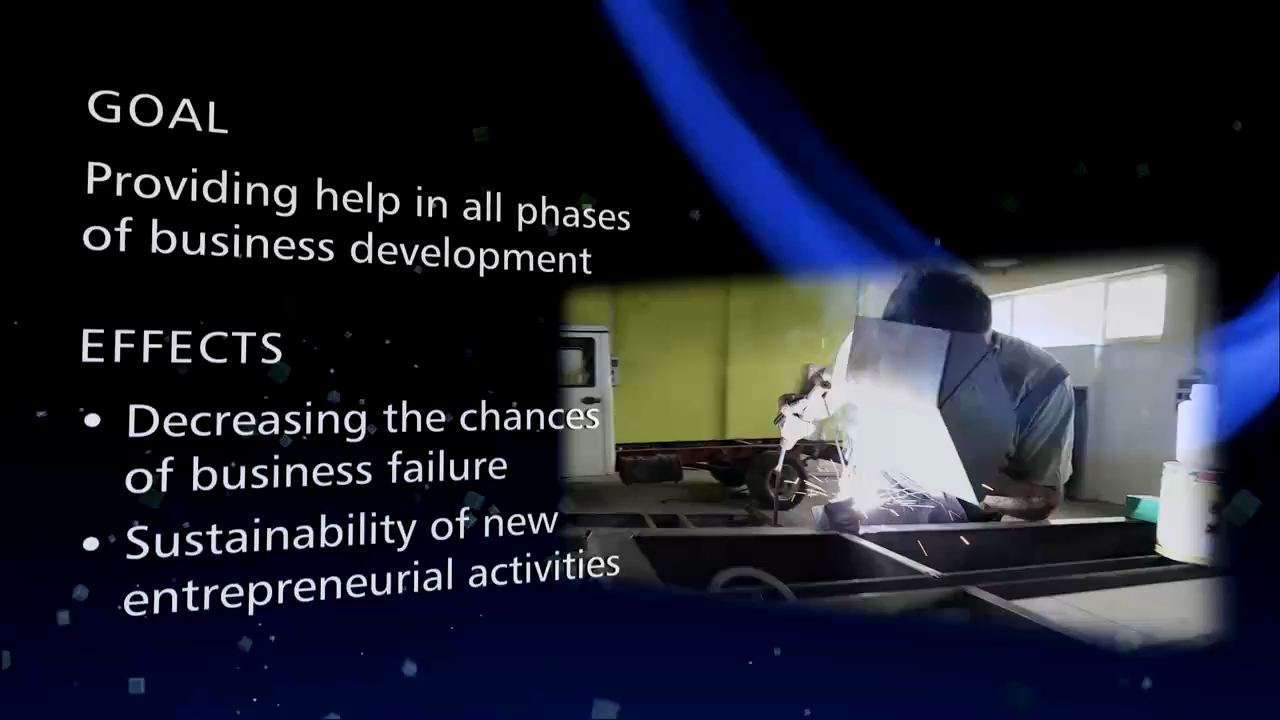 GOAL
Providing help in all phases
of business development
EFFECTS
• Decreasing the chances
of business failure
• Sustainability of new
entrepreneurial activities